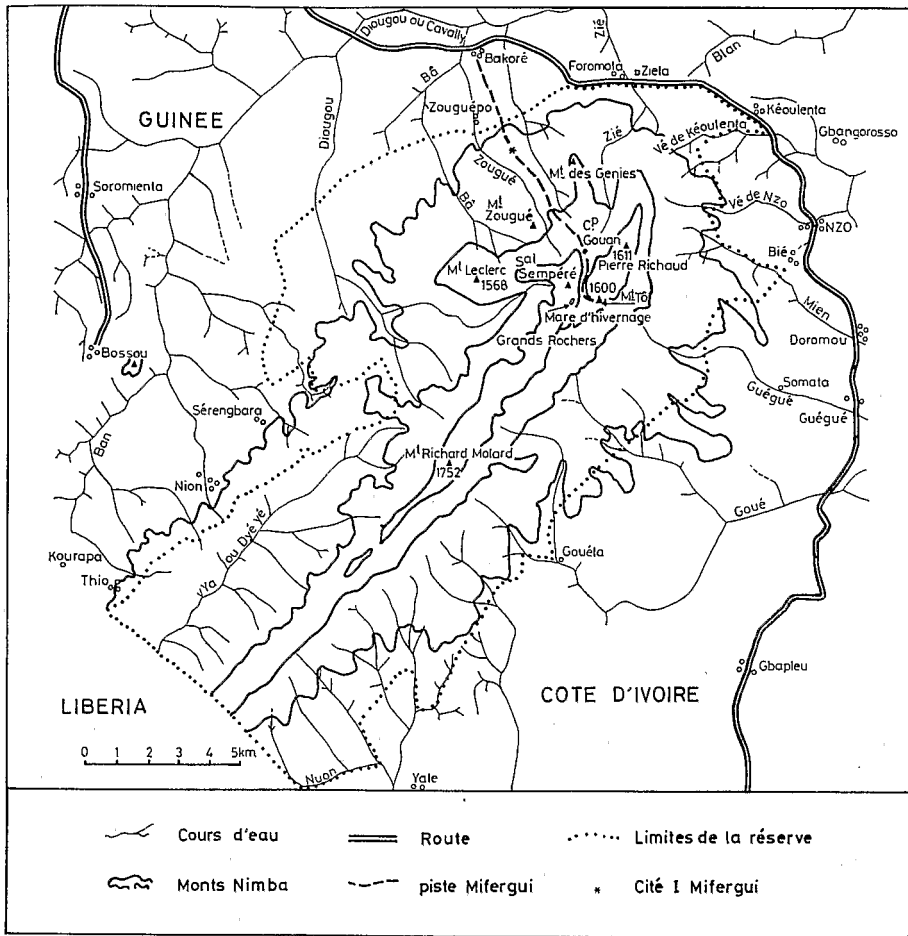 Diougou ou Cavally
Bakoré
Zié
Blan
Foromota
Ziela
GUINEE
Diougou
Bâ
Zouguépo
Kéoulenta
Gbangorosso
Zié
Vé de Kéoulenta
Soromienta
Zougué
Mt des Genies
Bâ
Mt
Zougué
Vé de Nzo
NZO
Cp
Gouan
1611
Bié
Mt Leclerc
1568
Sal
Sempéré
Pierre Richaud
1600
Mt Tô
Mien
Mare d'hivernage
Doromou
Grands Rochers
Bossou
Somata
Guégué
Guégué
Sérengbara
Ban
Mt Richard Molard
1752
Nion
Goué
Ya ou Dyé yé
Kourapa
Gouéla
Thio
Gbapleu
LIBERIA
COTE D'IVOIRE
0 1 2 3 4 5km
Nuon
Yale
Cours d'eau
Route
Limites de la réserve
Monts Nimba
piste Mifergui
* Cité I Mifergui